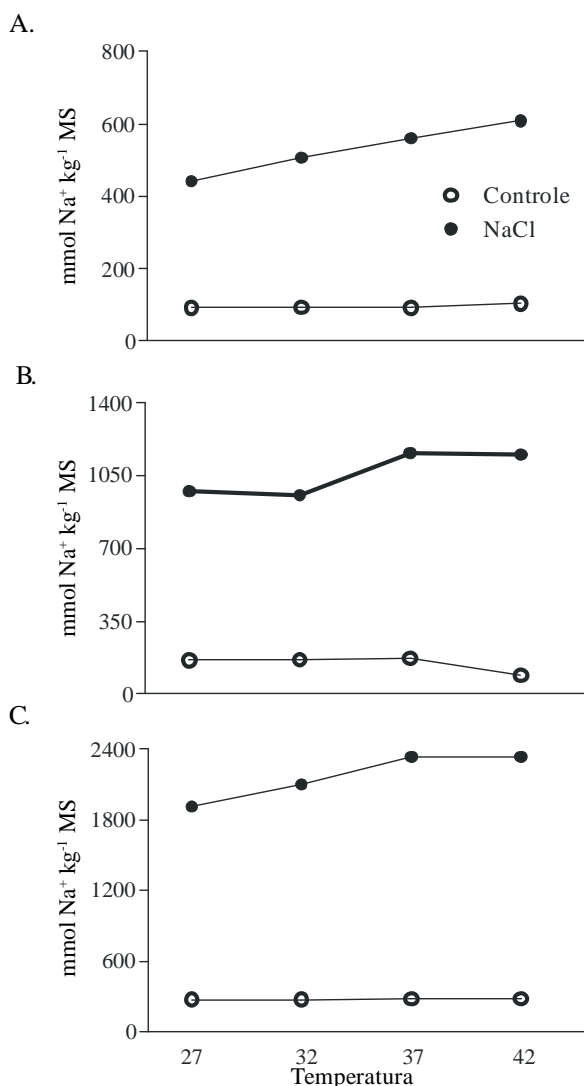 A.
800
600
400
200
0
mmol Na⁺ kg⁻¹ MS
Controle
NaCl
B.
1400
1050
700
350
0
mmol Na⁺ kg⁻¹ MS
C.
2400
1800
1200
600
0
mmol Na⁺ kg⁻¹ MS
27 32 37 42
Temperatura